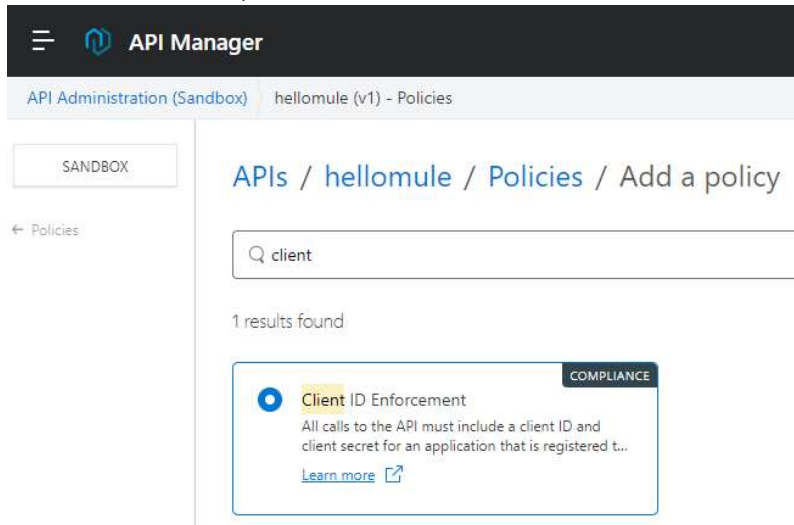 API Manager
API Administration (Sandbox) hellomule (v1) - Policies
SANDBOX
APIs / hellomule / Policies / Add a policy
← Policies
client
1 results found
COMPLIANCE
Client ID Enforcement
All calls to the API must include a client ID and
client secret for an application that is registered t...
Learn more